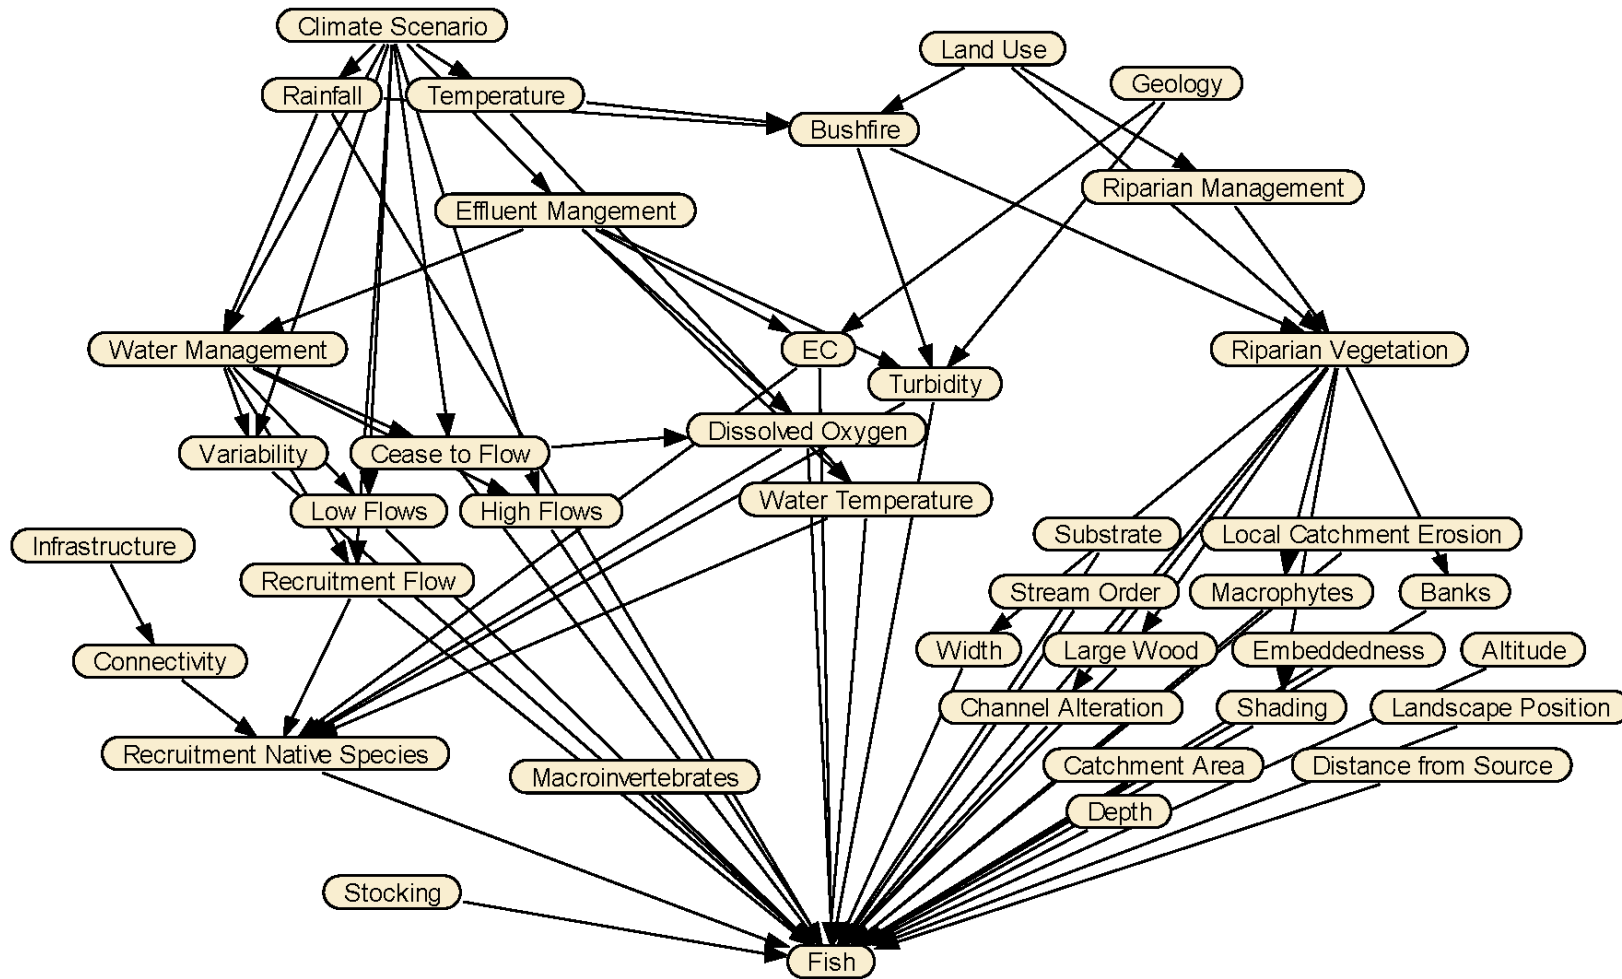 Climate Scenario
Land Use
Geology
Rainfall
Temperature
Bushfire
Riparian Management
Effluent Mangement
Water Management
EC
Riparian Vegetation
Turbidity
Dissolved Oxygen
Variability
Cease to Flow
Water Temperature
Low Flows
High Flows
Substrate
Local Catchment Erosion
Infrastructure
Recruitment Flow
Stream Order
Macrophytes
Banks
Connectivity
Width
Large Wood
Embeddedness
Altitude
Channel Alteration
Shading
Landscape Position
Recruitment Native Species
Macroinvertebrates
Catchment Area
Distance from Source
Depth
Stocking
Fish